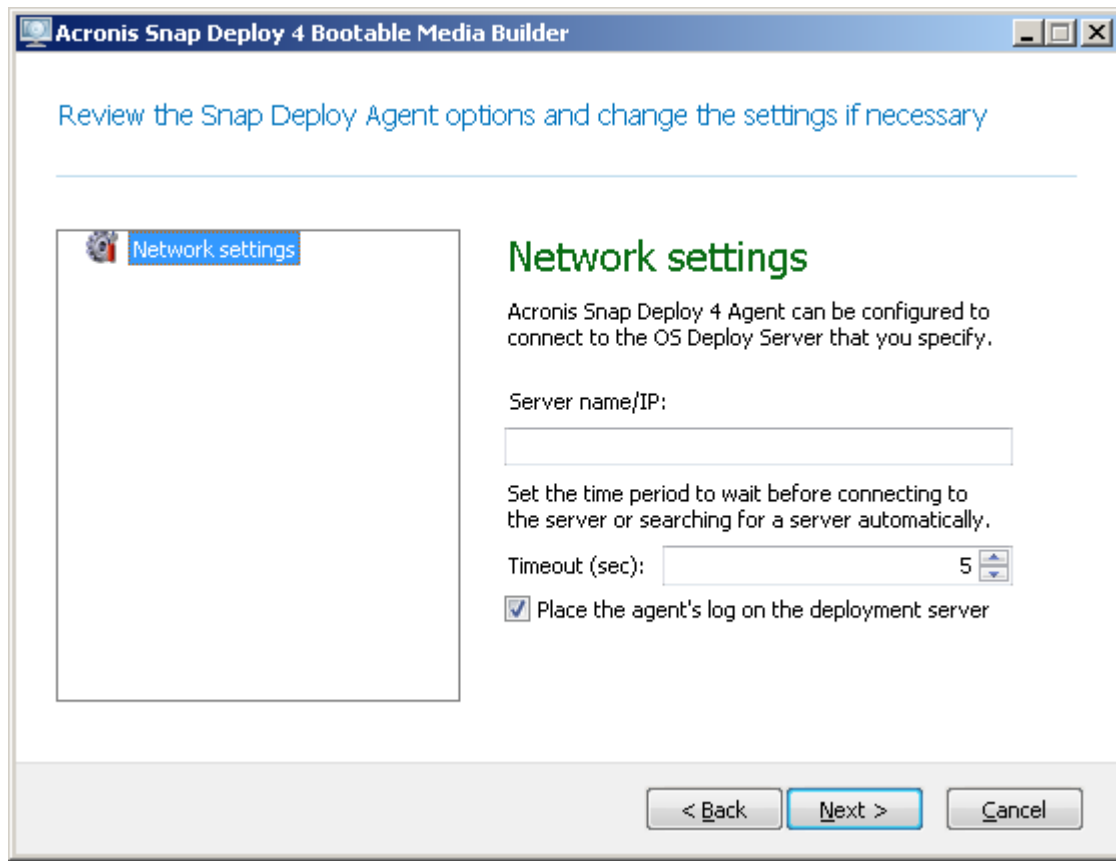 Acronis Snap Deploy 4 Bootable Media Builder
Review the Snap Deploy Agent options and change the settings if necessary
Network settings
Network settings
Acronis Snap Deploy 4 Agent can be configured to
connect to the OS Deploy Server that you specify.
Server name/IP:
Set the time period to wait before connecting to
the server or searching for a server automatically.
Timeout (sec): 5
Place the agent's log on the deployment server
< Back Next > Cancel